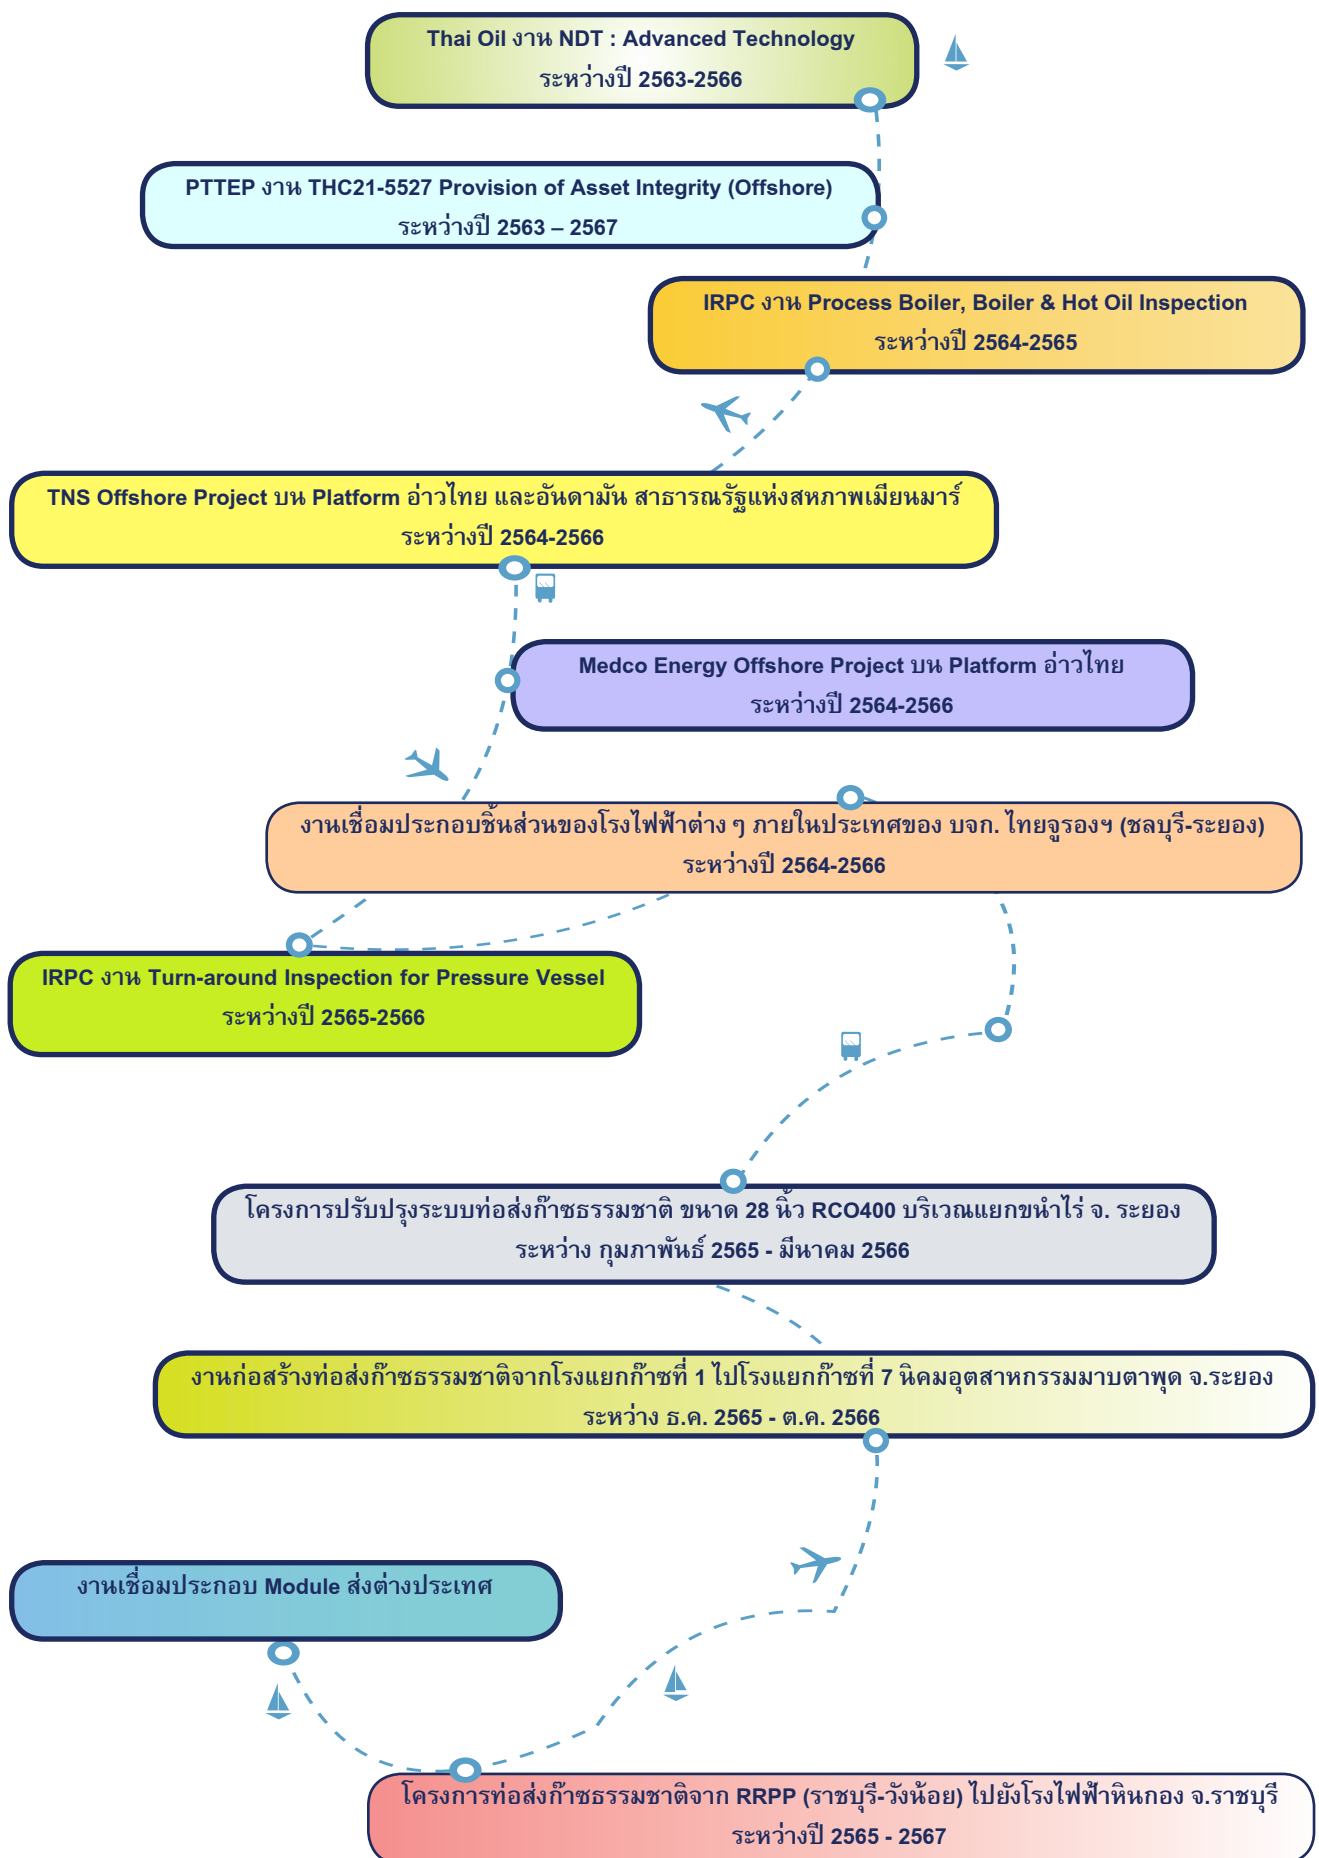 Thai Oil งาน NDT : Advanced Technology
ระหว่างปี 2563-2566
PTTEP งาน THC21-5527 Provision of Asset Integrity (Offshore)
ระหว่างปี 2563 – 2567
IRPC งาน Process Boiler, Boiler & Hot Oil Inspection
ระหว่างปี 2564-2565
TNS Offshore Project บน Platform อ่าวไทย และอันดามัน สาธารณรัฐแห่งสหภาพเมียนมาร์
ระหว่างปี 2564-2566
Medco Energy Offshore Project บน Platform อ่าวไทย
ระหว่างปี 2564-2566
งานเชื่อมประกอบชิ้นส่วนของโรงไฟฟ้าต่าง ๆ ภายในประเทศของ บจก. ไทยจูรองฯ (ชลบุรี-ระยอง)
ระหว่างปี 2564-2566
IRPC งาน Turn-around Inspection for Pressure Vessel
ระหว่างปี 2565-2566
โครงการปรับปรุงระบบท่อส่งก๊าซธรรมชาติ ขนาด 28 นิ้ว RCO400 บริเวณแยกขนำไร่ จ. ระยอง
ระหว่าง กุมภาพันธ์ 2565 - มีนาคม 2566
งานก่อสร้างท่อส่งก๊าซธรรมชาติจากโรงแยกก๊าซที่ 1 ไปโรงแยกก๊าซที่ 7 นิคมอุตสาหกรรมมาบตาพุด จ.ระยอง
ระหว่าง ธ.ค. 2565 - ต.ค. 2566
งานเชื่อมประกอบ Module ส่งต่างประเทศ
โครงการท่อส่งก๊าซธรรมชาติจาก RRPP (ราชบุรี-วังน้อย) ไปยังโรงไฟฟ้าหินกอง จ.ราชบุรี
ระหว่างปี 2565 - 2567